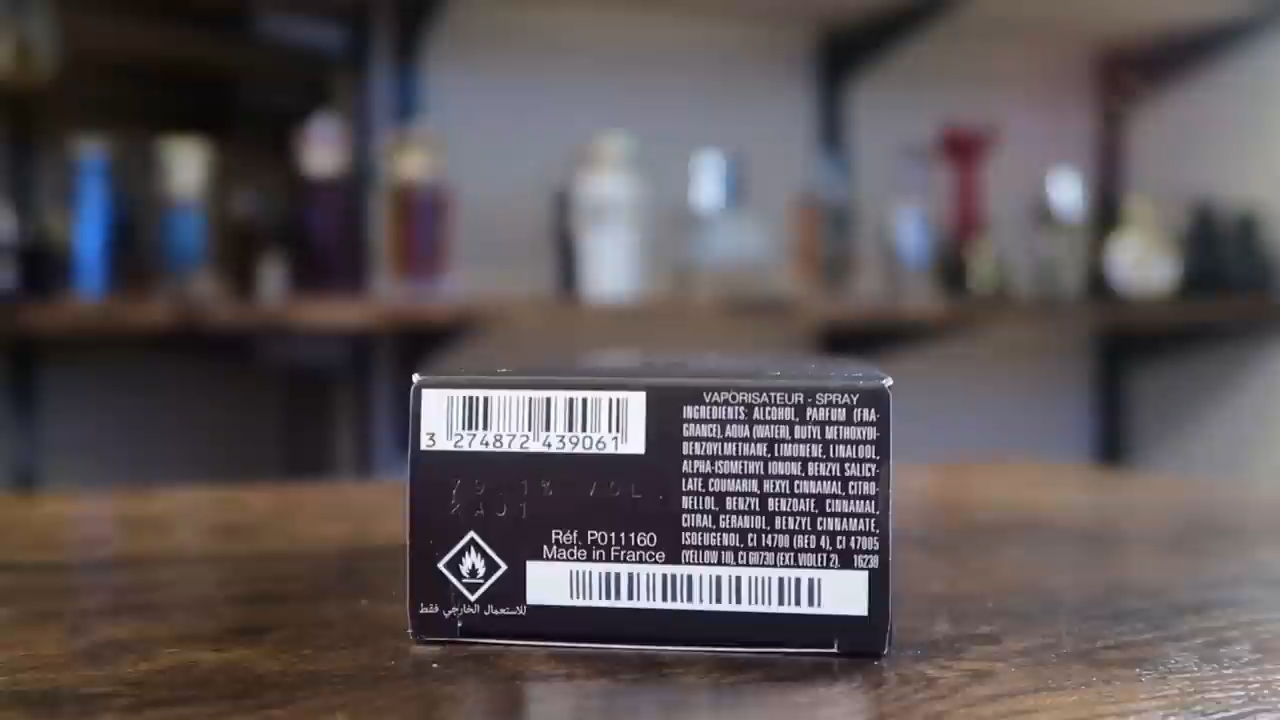 3 274872 439061
79.1% VOL.
Réf. P011160
Made in France
للاستعمال الخارجي فقط
VAPORISATEUR - SPRAY
INGREDIENTS: ALCOHOL, PARFUM (FRA-
GRANCE), AQUA (WATER), BUTYL METHOXYDI-
BENZOYLMETHANE, LIMONENE, LINALOOL,
ALPHA-ISOMETHYL IONONE, BENZYL SALICY-
LATE, COUMARIN, HEXYL CINNAMAL, CITRO-
NELLOL, BENZYL BENZOATE, CINNAMAL,
CITRAL, GERANIOL, BENZYL CINNAMATE,
ISOEUGENOL, CI 14700 (RED 4), CI 47005
(YELLOW 10), CI 60730 (EXT. VIOLET 2). 16238